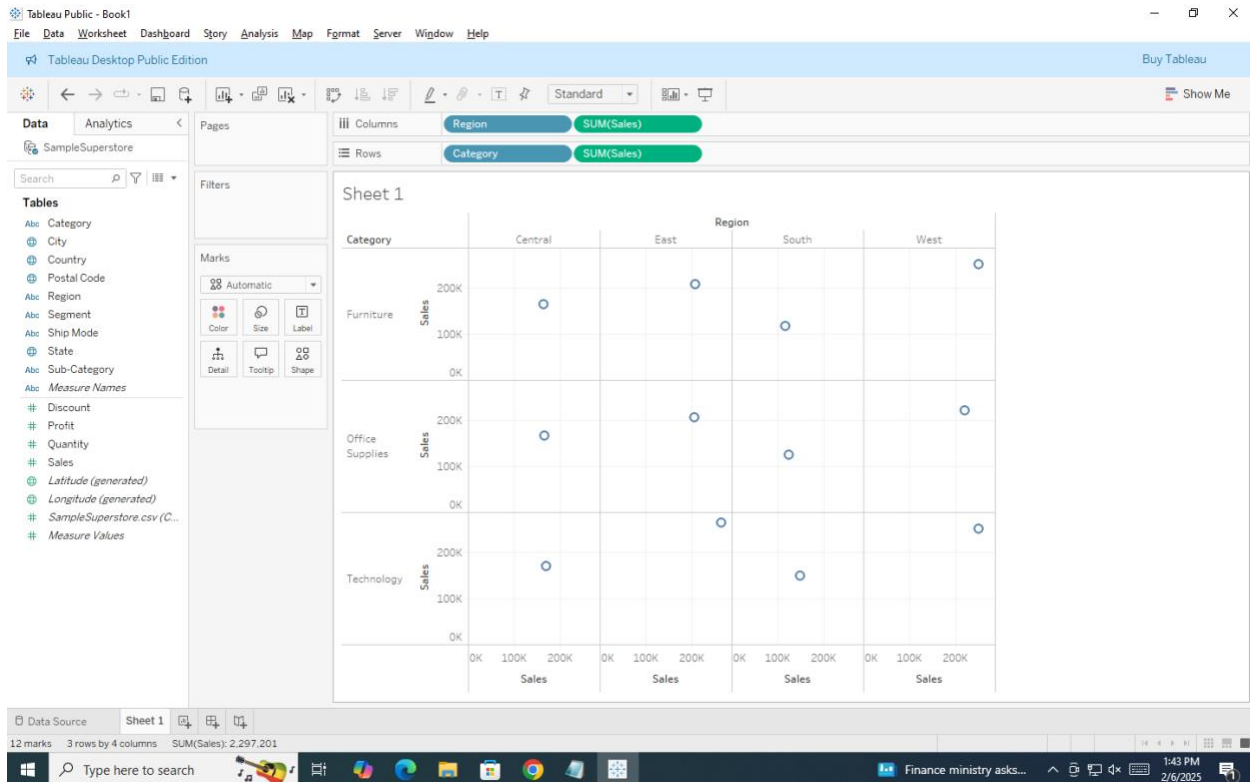 Tableau Public - Book1
File Data Worksheet Dashboard Story Analysis Map Format Server Window Help
Tableau Desktop Public Edition Buy Tableau
Standard Show Me
Data Analytics
SampleSuperstore
Search
Tables
Abc Category
City
Country
Postal Code
Abc Region
Abc Segment
Abc Ship Mode
State
Abc Sub-Category
Abc Measure Names
# Discount
# Profit
# Quantity
# Sales
Latitude (generated)
Longitude (generated)
# SampleSuperstore.csv (C...
# Measure Values
Pages
Filters
Marks
Automatic
Color Size Label
Detail Tooltip Shape
Columns Region SUM(Sales)
Rows Category SUM(Sales)
Sheet 1
Region
Category Central East South West
Furniture
Sales
200K
100K
0K
Office
Supplies
Sales
200K
100K
0K
Technology
Sales
200K
100K
0K
0K 100K 200K 0K 100K 200K 0K 100K 200K 0K 100K 200K
Sales Sales Sales Sales
Data Source Sheet 1
12 marks 3 rows by 4 columns SUM(Sales): 2,297,201
Type here to search Finance ministry asks... 1:43 PM
2/6/2025